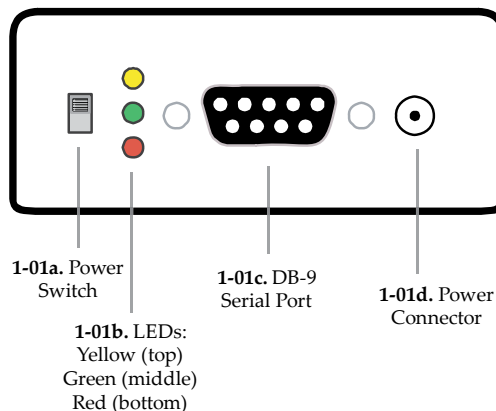 1-01a. Power
Switch
1-01b. LEDs:
Yellow (top)
Green (middle)
Red (bottom)
1-01c. DB-9
Serial Port
1-01d. Power
Connector